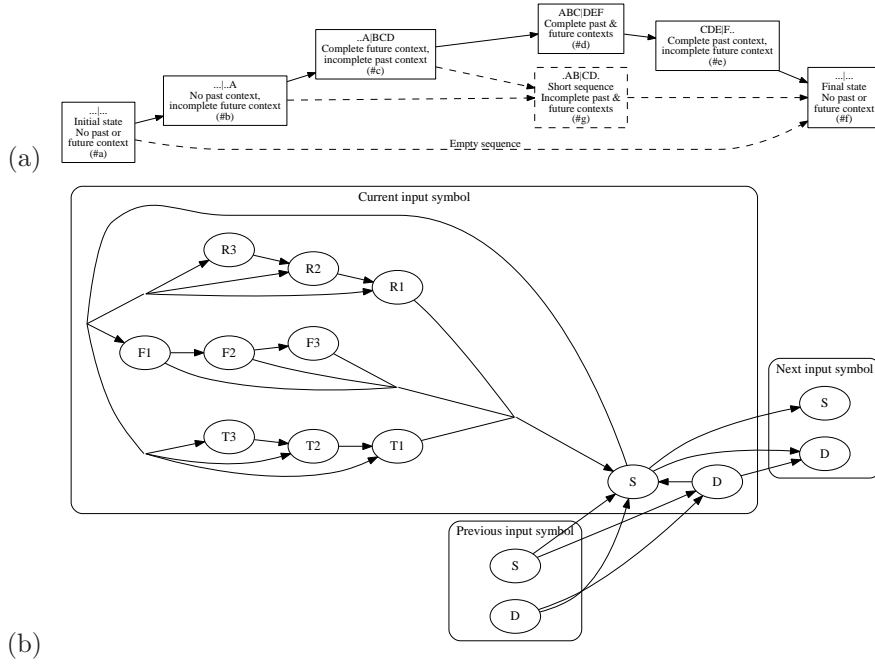 ...|...
Initial state
No past or
future context
(#a)
...|..A
No past context,
incomplete future context
(#b)
..A|BCD
Complete future context,
incomplete past context
(#c)
ABC|DEF
Complete past &
future contexts
(#d)
.AB|CD.
Short sequence
Incomplete past &
future contexts
(#g)
CDE|F..
Complete past context,
incomplete future context
(#e)
...|...
Final state
No past or
future context
(#f)
Empty sequence
(a)
Current input symbol
R3
R2
R1
F1
F2
F3
T3
T2
T1
S
D
Next input symbol
S
D
Previous input symbol
S
D
(b)